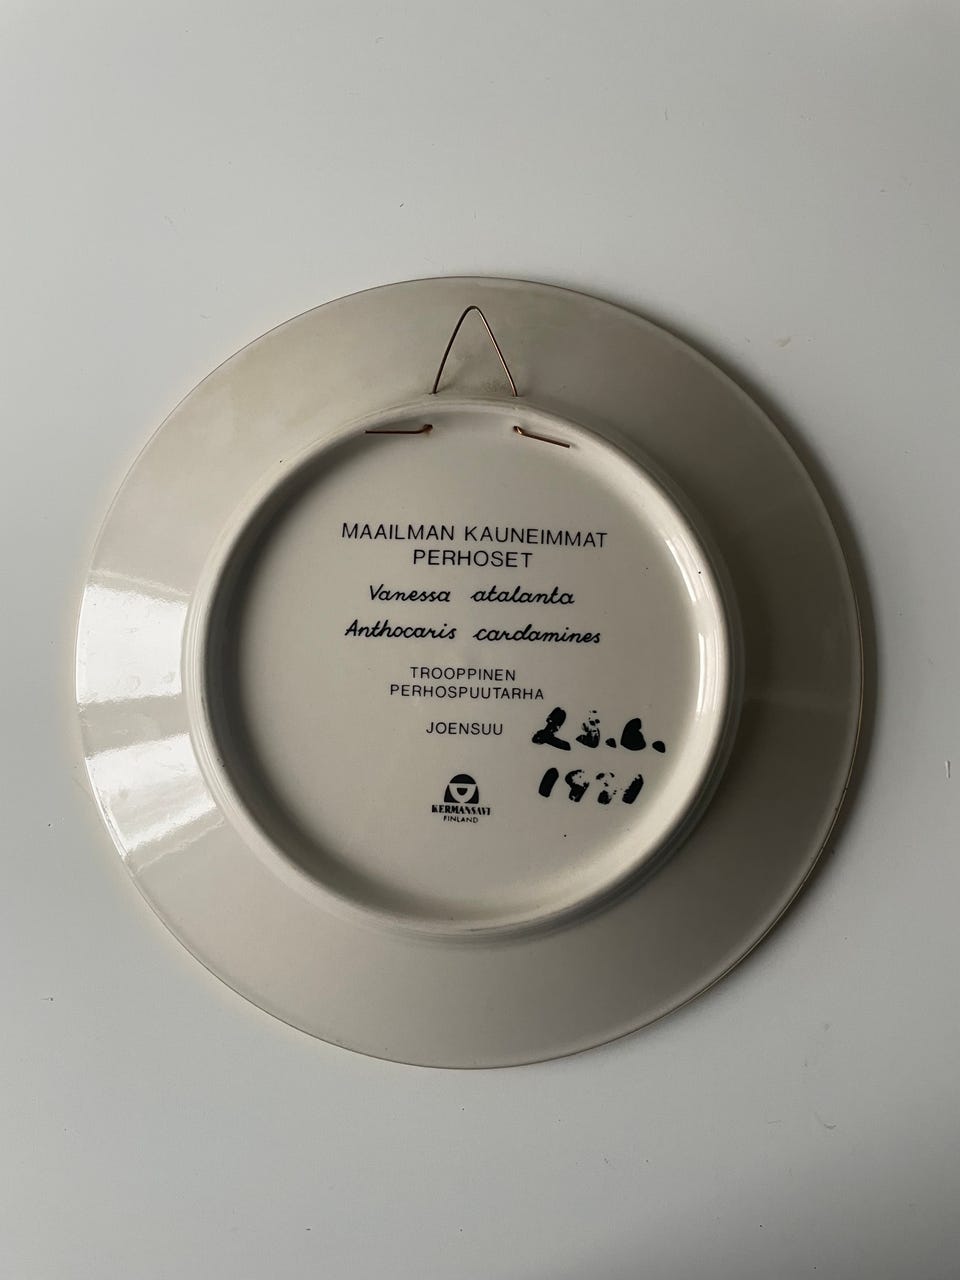 MAAILMAN KAUNEIMMAT
PERHOSET
Vanessa atalanta
Anthocaris cardamines
TROOPPINEN
PERHOSPUUTARHA
JOENSUU
KERMANSAVI
FINLAND